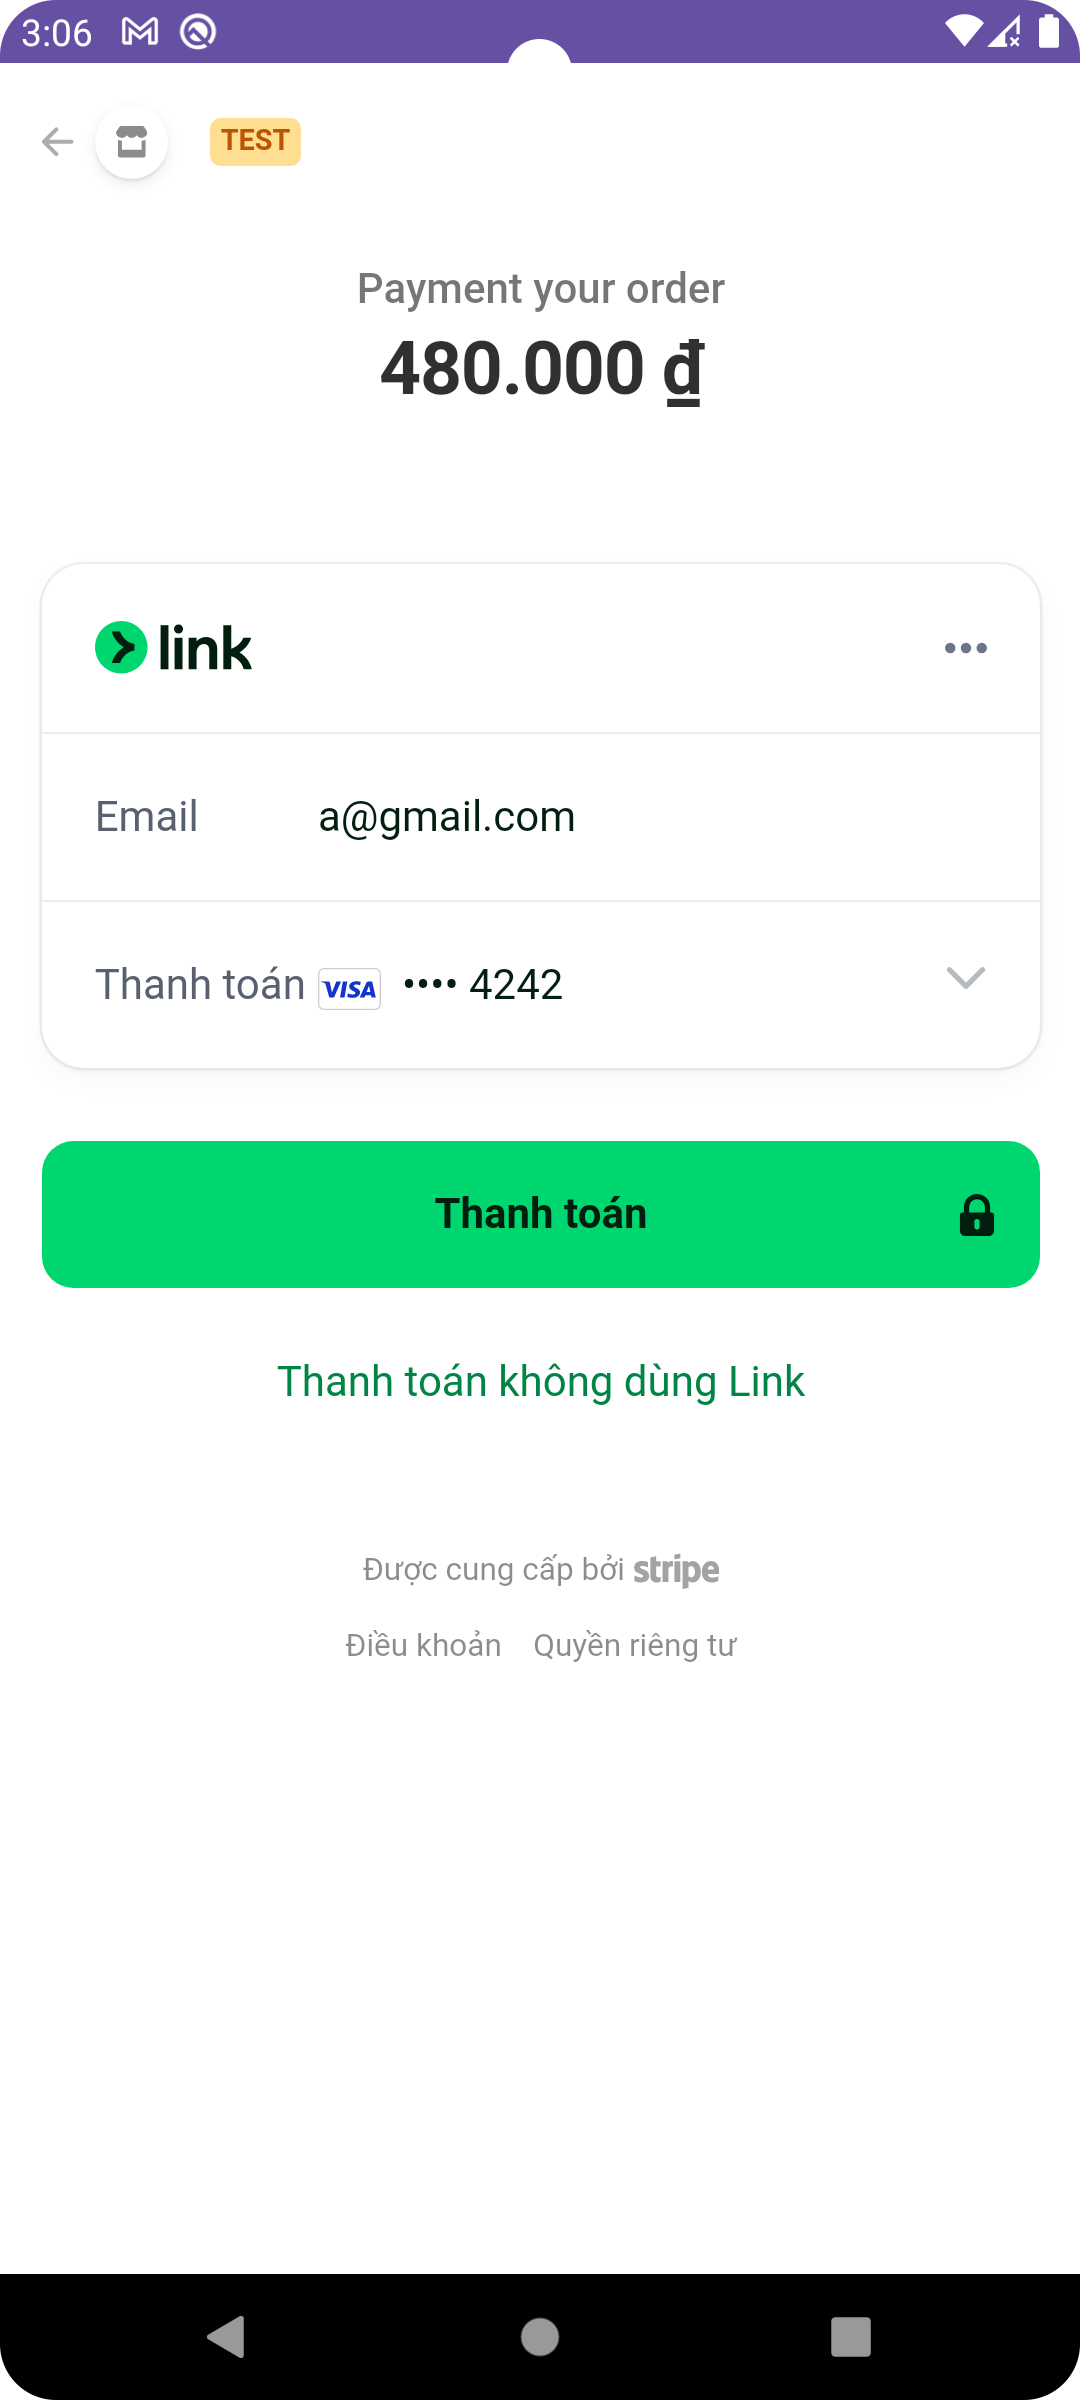 3:06
TEST
Payment your order
480.000 ₫
link
Email a@gmail.com
Thanh toán VISA •••• 4242
Thanh toán
Thanh toán không dùng Link
Được cung cấp bởi stripe
Điều khoản Quyền riêng tư